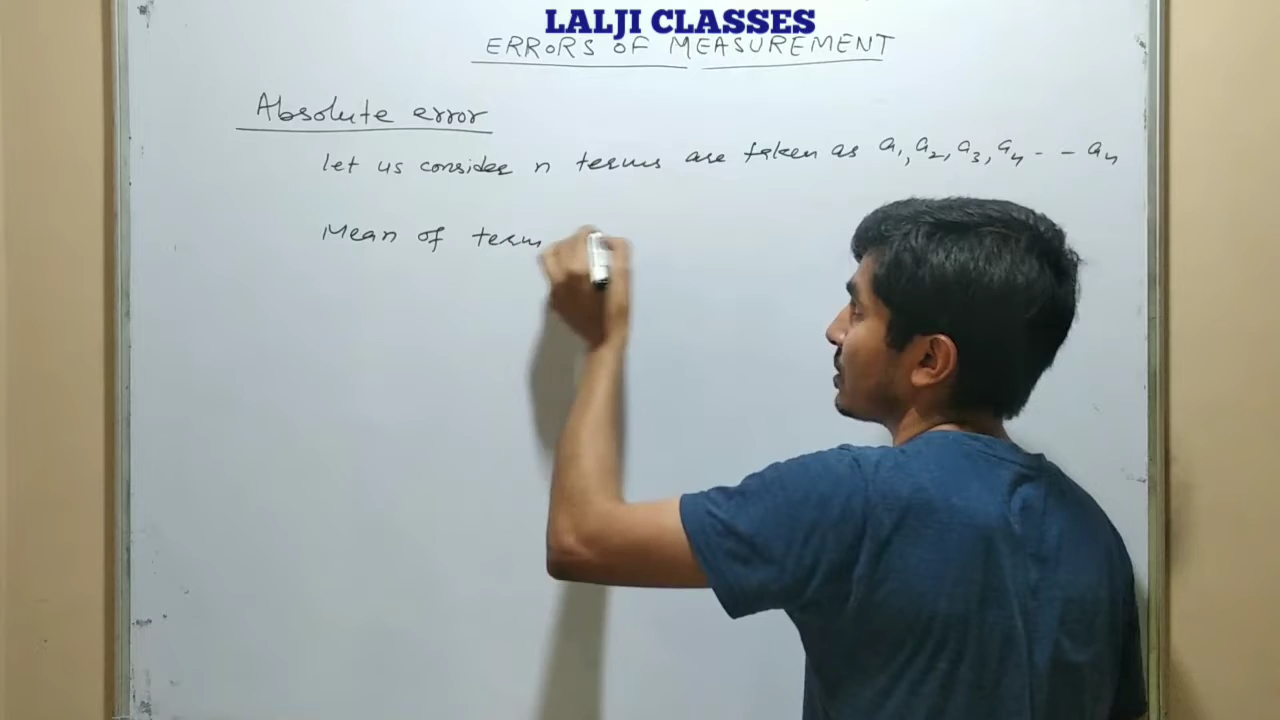 LALJI CLASSES
ERRORS OF MEASUREMENT
Absolute error
let us consider n terms are taken as a₁, a₂, a₃, a₄ - - aₙ
Mean of term